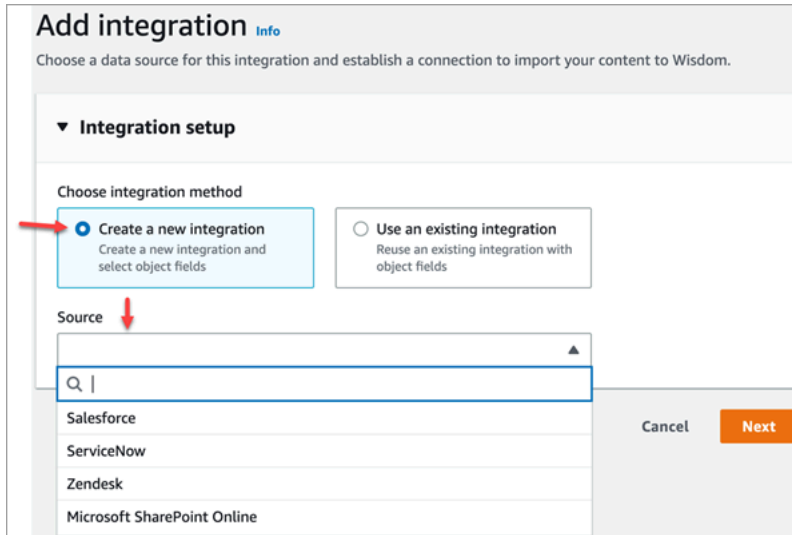 Add integration Info
Choose a data source for this integration and establish a connection to import your content to Wisdom.
Integration setup
Choose integration method
Create a new integration
Create a new integration and
select object fields
Use an existing integration
Reuse an existing integration with
object fields
Source
Salesforce
ServiceNow
Zendesk
Microsoft SharePoint Online
Cancel
Next